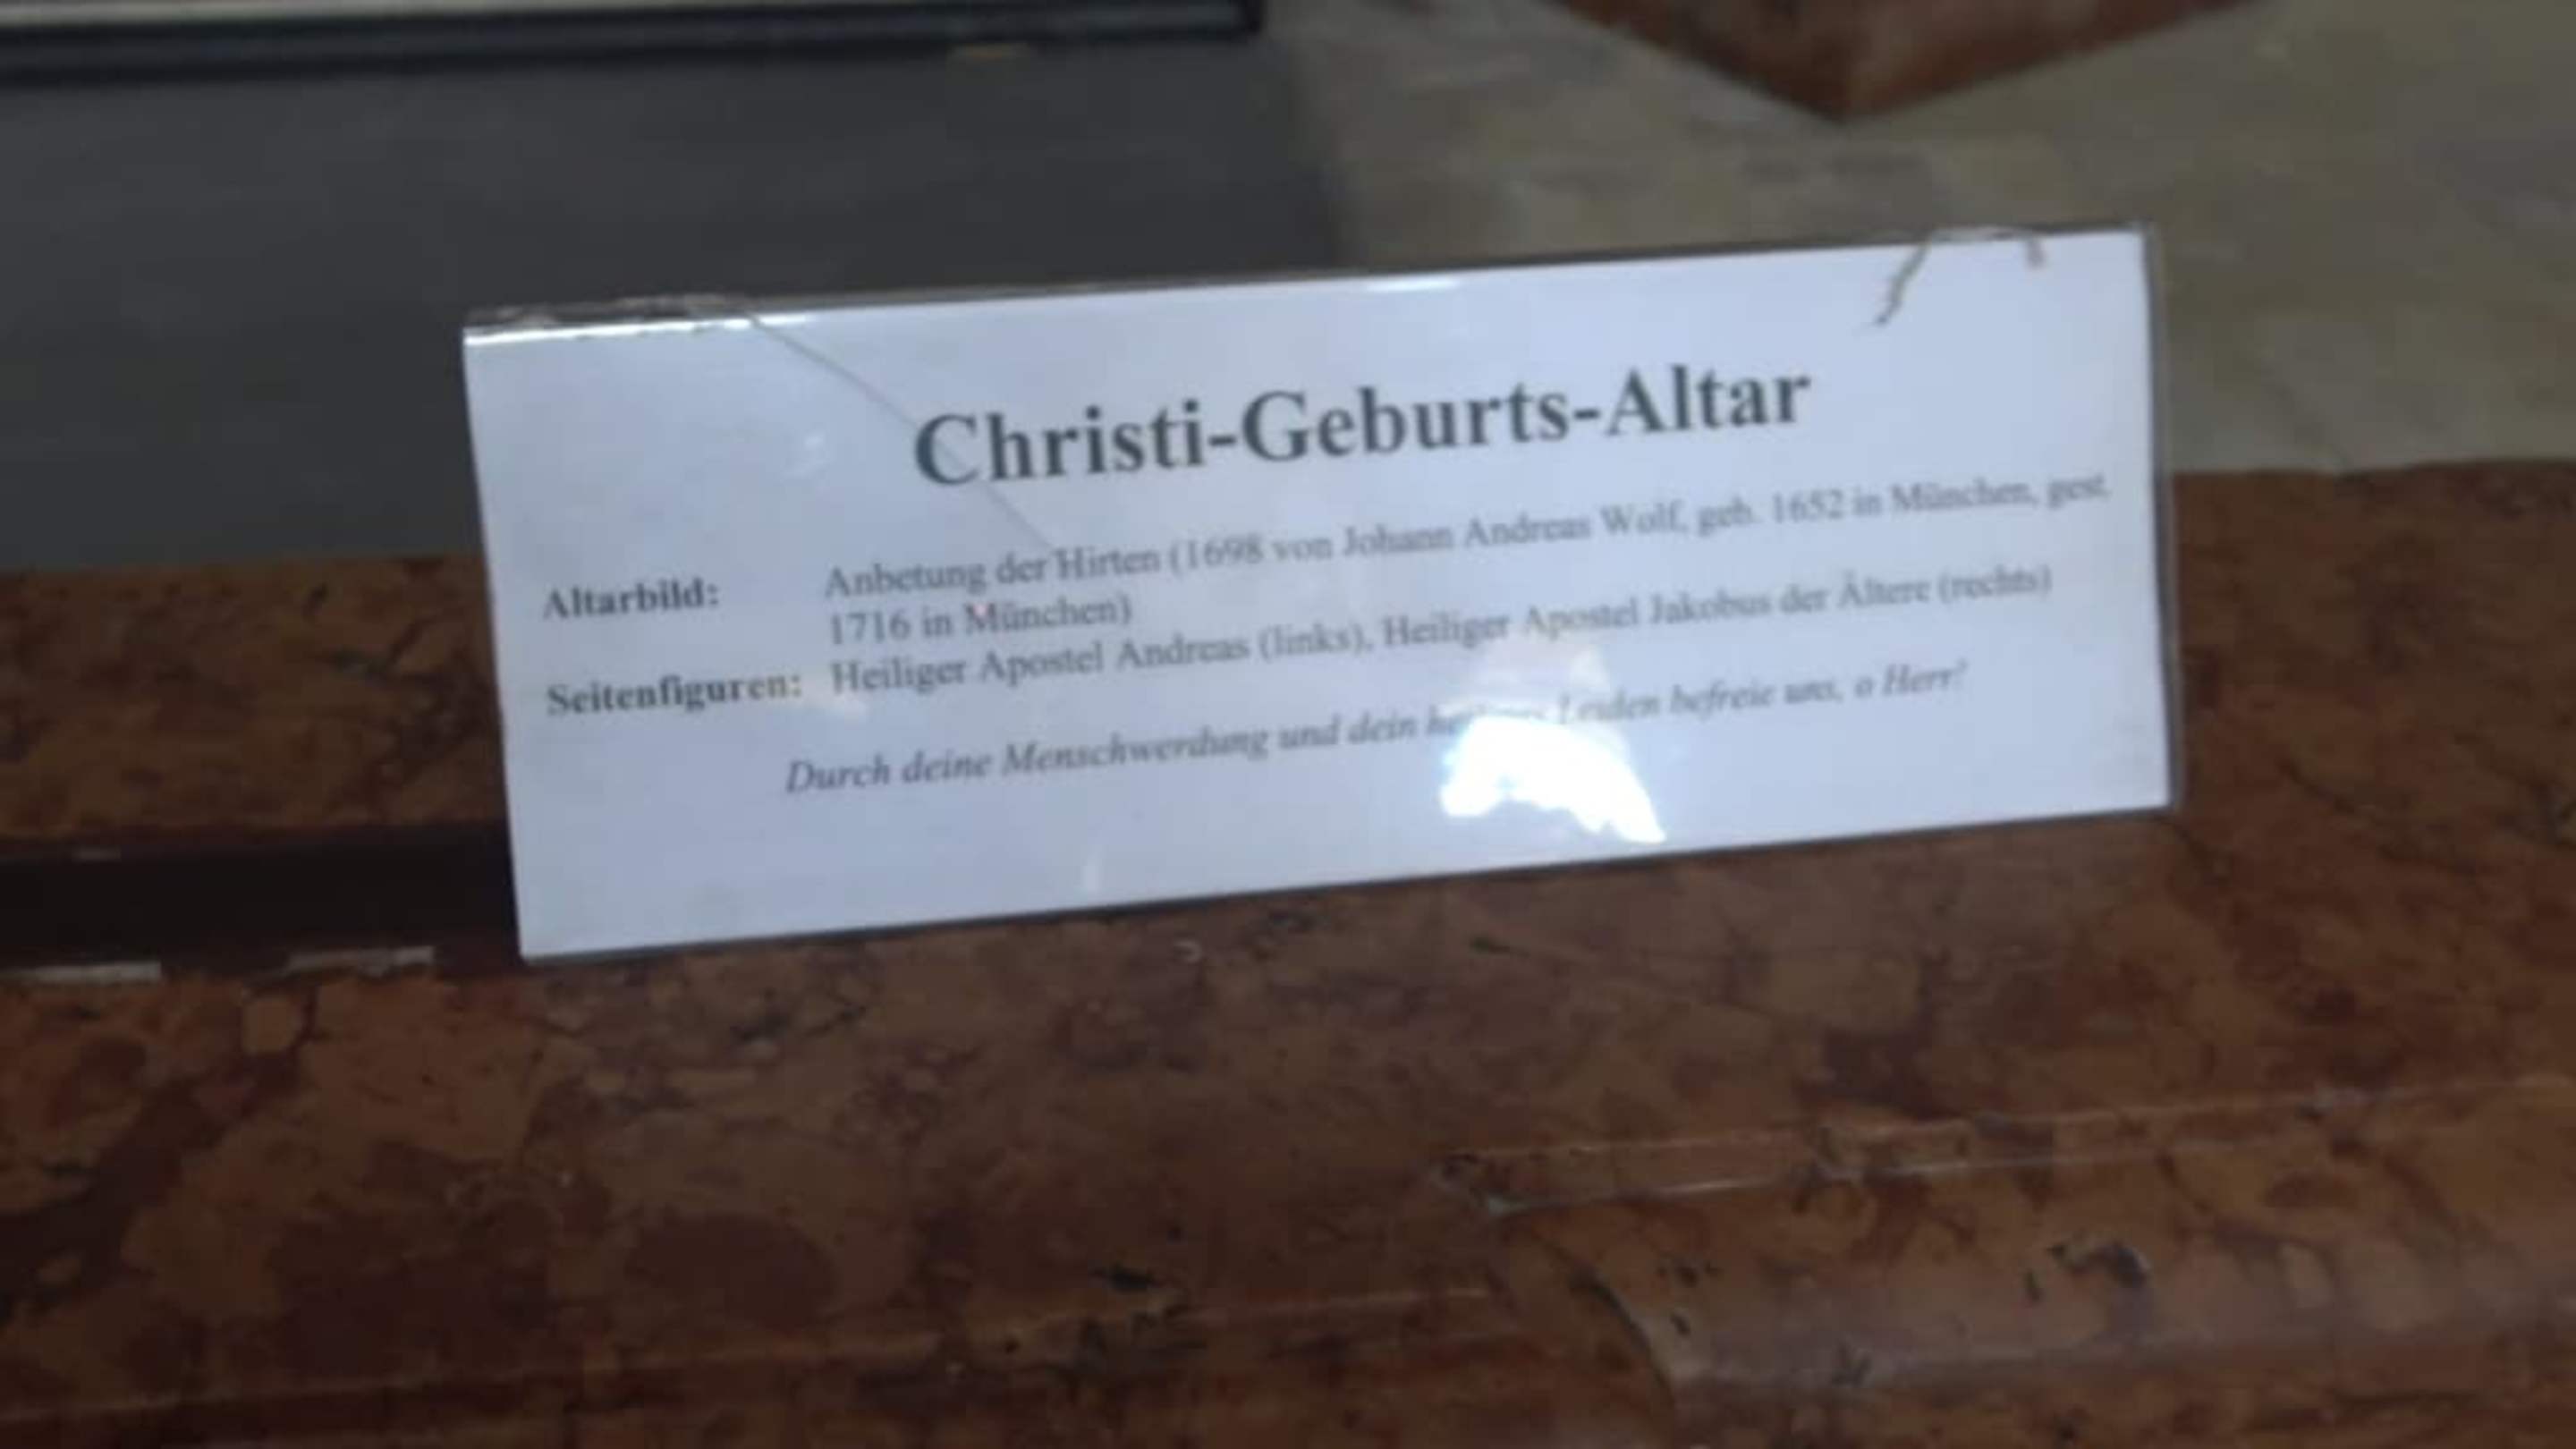 Christi-Geburts-Altar
Altarbild: Anbetung der Hirten (1698 von Johann Andreas Wolf, geb. 1652 in München, gest.
1716 in München)
Seitenfiguren: Heiliger Apostel Andreas (links), Heiliger Apostel Jakobus der Ältere (rechts)
Durch deine Menschwerdung und dein Leiden befreie uns, o Herr!